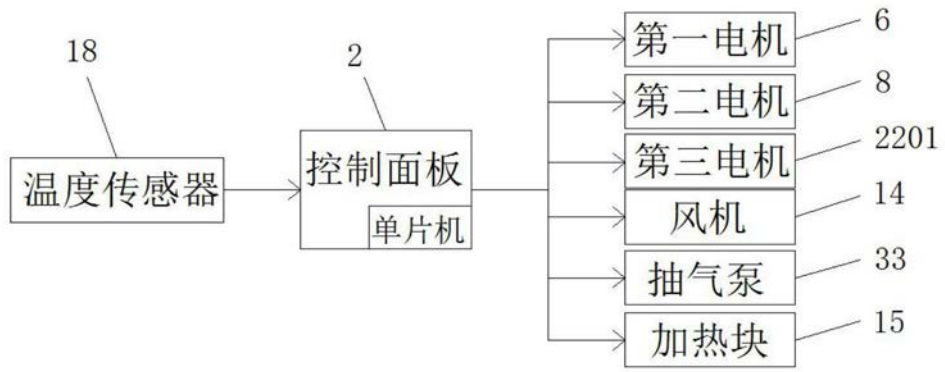 18
温度传感器
2
控制面板
单片机
第一电机
6
第二电机
8
第三电机
2201
风机
14
抽气泵
33
加热块
15